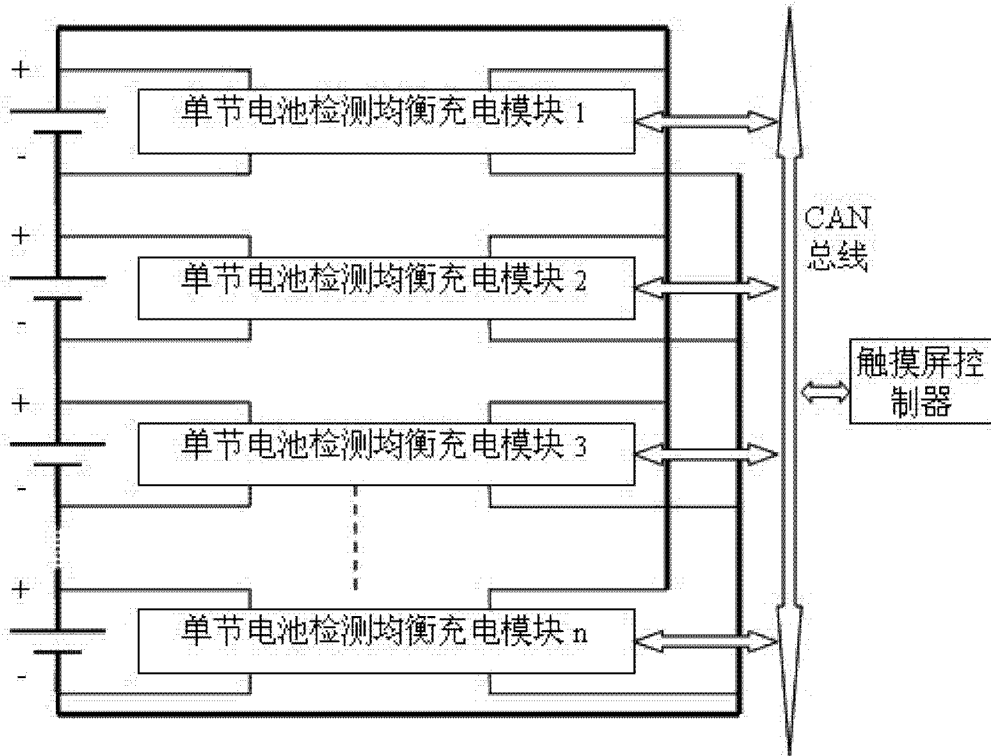 +
单节电池检测均衡充电模块 1
-
CAN
总线
+
单节电池检测均衡充电模块 2
-
触摸屏控
制器
+
单节电池检测均衡充电模块 3
-
+
单节电池检测均衡充电模块 n
-